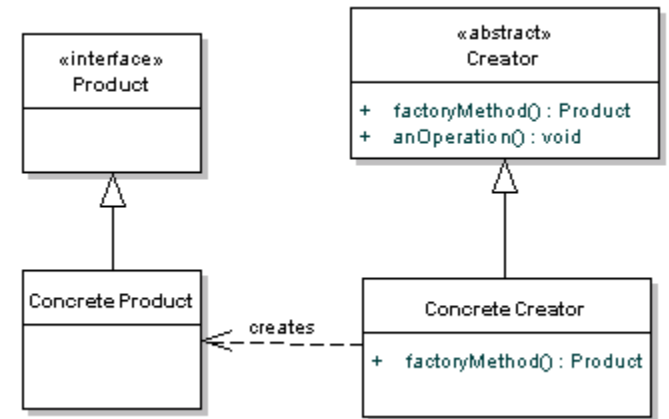 «interface»
Product
«abstract»
Creator
+ factoryMethod() : Product
+ anOperation() : void
Concrete Product
creates
Concrete Creator
+ factoryMethod() : Product